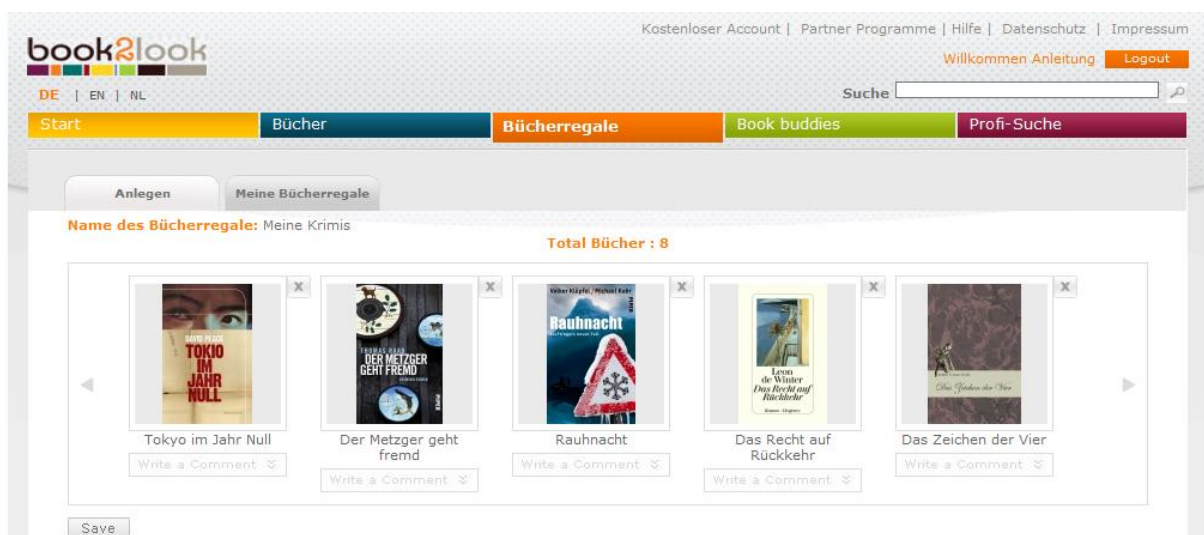 Kostenloser Account | Partner Programme | Hilfe | Datenschutz | Impressum
book2look
Willkommen Anleitung Logout
DE | EN | NL
Suche
Start Bücher Bücherregale Book buddies Profi-Suche
Anlegen Meine Bücherregale
Name des Bücherregale: Meine Krimis
Total Bücher : 8
X X X X X
DAVID PEACE
TOKIO
IM
JAHR
NULL
THOMAS RAAB
DER METZGER
GEHT FREMD
PIPER
Volker Klüpfel / Michael Kobr
Rauhnacht
PIPER
Leon
de Winter
Das Recht auf
Rückkehr
Roman · Diogenes
Das Zeichen der Vier
Tokyo im Jahr Null
Write a Comment
Der Metzger geht
fremd
Write a Comment
Rauhnacht
Write a Comment
Das Recht auf
Rückkehr
Write a Comment
Das Zeichen der Vier
Write a Comment
Save